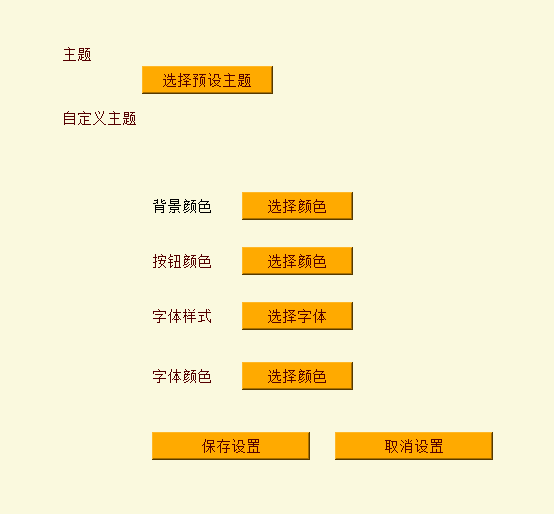 主题
选择预设主题
自定义主题
背景颜色 选择颜色
按钮颜色 选择颜色
字体样式 选择字体
字体颜色 选择颜色
保存设置 取消设置